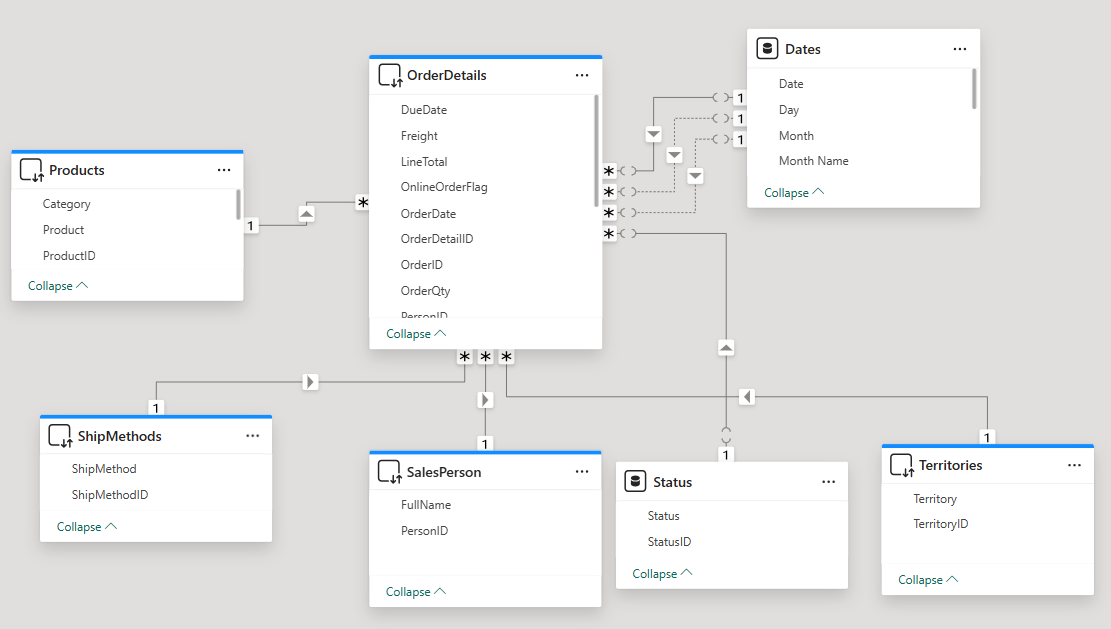 OrderDetails
...
DueDate
Freight
LineTotal
OnlineOrderFlag
OrderDate
OrderDetailID
OrderID
OrderQty
PersonID
Collapse
Dates
...
Date
Day
Month
Month Name
Collapse
1
1
1
*
*
*
*
Products
...
Category
Product
ProductID
Collapse
1
*
* * *
1
ShipMethods
...
ShipMethod
ShipMethodID
Collapse
1
SalesPerson
...
FullName
PersonID
Collapse
1
Status
...
Status
StatusID
Collapse
1
Territories
...
Territory
TerritoryID
Collapse